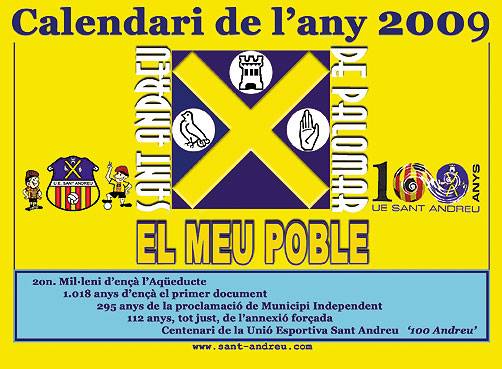 Calendari de l'any 2009
SANT ANDREU
DE PALOMAR
U.E. SANT ANDREU
100 ANYS
UE SANT ANDREU
EL MEU POBLE
2on. Mil·leni d'ençà l'Aqüeducte
1.018 anys d'ençà el primer document
295 anys de la proclamació de Municipi Independent
112 anys, tot just, de l'annexió forçada
Centenari de la Unió Esportiva Sant Andreu '100 Andreu'
www.sant-andreu.com